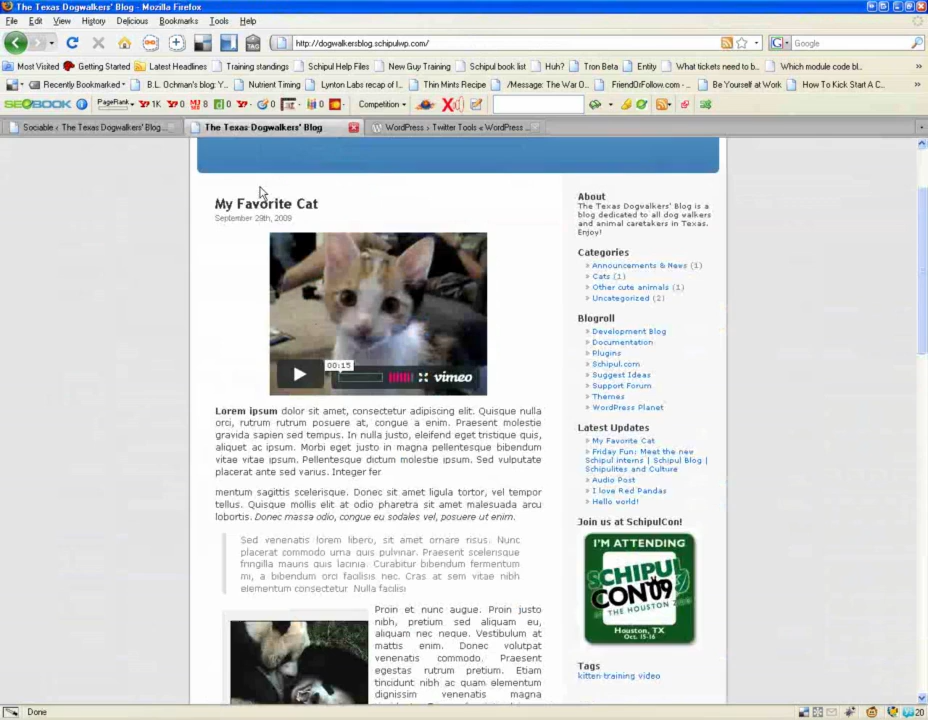 The Texas Dogwalkers' Blog - Mozilla Firefox
File Edit View History Delicious Bookmarks Tools Help
http://dogwalkersblog.schipulwp.com/
Google
Most Visited Getting Started Latest Headlines Training standings Schipul Help Files New Guy Training Schipul book list Huh? Tron Beta Entity What tickets need to b... Which module code bl...
Recently Bookmarked B.L. Ochman's blog: Y... Nutrient Timing Lynton Labs recap of l... Thin Mints Recipe /Message: The War O... FriendOrFollow.com - ... Be Yourself at Work How To Kick Start A C...
SEOBOOK PageRank 1K 0 8 0 0 0 Competition
Sociable < The Texas Dogwalkers' Blog... The Texas Dogwalkers' Blog WordPress › Twitter Tools « WordPress ...
My Favorite Cat
September 29th, 2009
00:15
vimeo
Lorem ipsum dolor sit amet, consectetur adipiscing elit. Quisque nulla
orci, rutrum rutrum posuere at, congue a enim. Praesent molestie
gravida sapien sed tempus. In nulla justo, eleifend eget tristique quis,
aliquet ac ipsum. Morbi eget justo in magna pellentesque bibendum
vitae vitae ipsum. Pellentesque dictum molestie ipsum. Sed vulputate
placerat ante sed varius. Integer fer
mentum sagittis scelerisque. Donec sit amet ligula tortor, vel tempor
tellus. Quisque mollis elit at odio pharetra sit amet malesuada arcu
lobortis. Donec massa odio, congue eu sodales vel, posuere ut enim.
Sed venenatis lorem libero, sit amet ornare risus. Nunc
placerat commodo urna quis pulvinar. Praesent scelerisque
fringilla mauris quis lacinia. Curabitur bibendum fermentum
mi, a bibendum orci facilisis nec. Cras at sem vitae nibh
elementum consectetur. Nulla facilisi
Proin et nunc augue. Proin justo
nibh, pretium sed aliquam eu,
aliquam nec neque. Vestibulum at
mattis enim. Donec volutpat
venenatis commodo. Praesent
egestas rutrum pretium. Etiam
tincidunt nibh ac quam elementum
dignissim venenatis magna
About
The Texas Dogwalkers' Blog is a
blog dedicated to all dog walkers
and animal caretakers in Texas.
Enjoy!
Categories
» Announcements & News (1)
» Cats (1)
» Other cute animals (1)
» Uncategorized (2)
Blogroll
» Development Blog
» Documentation
» Plugins
» Schipul.com
» Suggest Ideas
» Support Forum
» Themes
» WordPress Planet
Latest Updates
» My Favorite Cat
» Friday Fun: Meet the new
Schipul interns | Schipul Blog |
Schipulites and Culture
» Audio Post
» I love Red Pandas
» Hello world!
Join us at SchipulCon!
I'M ATTENDING
SCHIPUL
CON09
Houston, TX
Oct. 15-16
Tags
kitten training video
Done
20